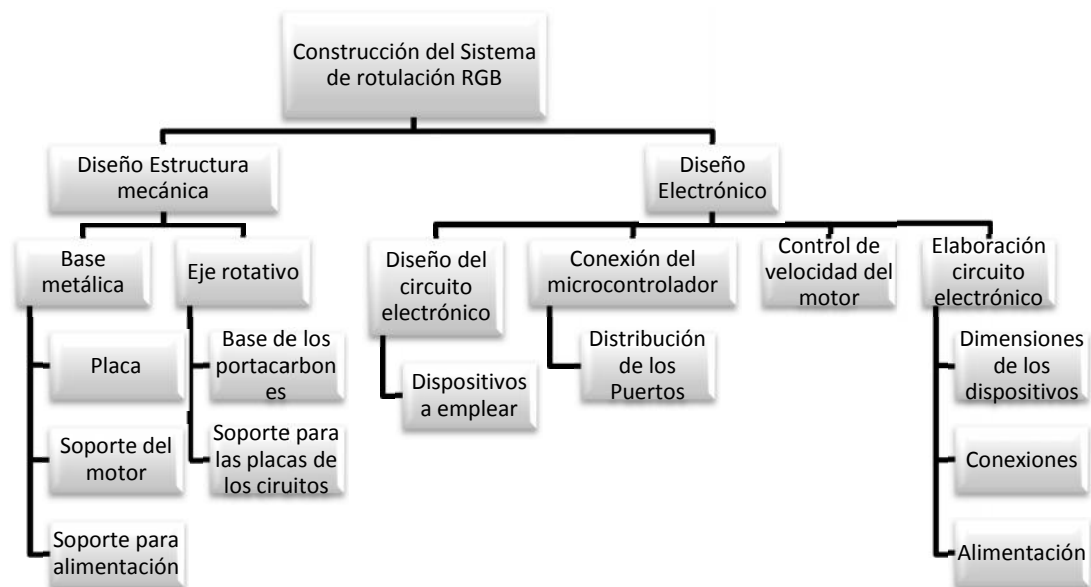 Construcción del Sistema
de rotulación RGB
Diseño Estructura
mecánica
Diseño
Electrónico
Base
metálica
Eje rotativo
Diseño del
circuito
electrónico
Conexión del
microcontrolador
Control de
velocidad del
motor
Elaboración
circuito
electrónico
Placa
Soporte del
motor
Soporte para
alimentación
Base de los
portacarbon
es
Soporte para
las placas de
los ciruitos
Dispositivos
a emplear
Distribución
de los
Puertos
Dimensiones
de los
dispositivos
Conexiones
Alimentación